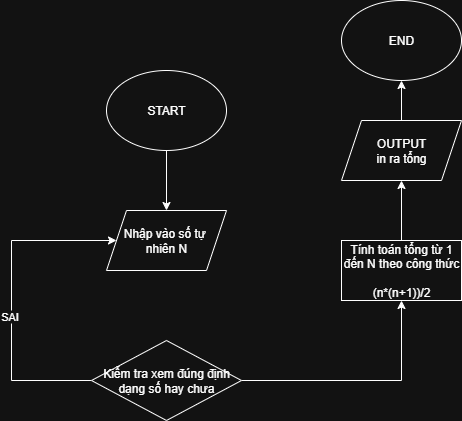 START
Nhập vào số tự
nhiên N
SAI
Kiểm tra xem đúng định
dạng số hay chưa
Tính toán tổng từ 1
đến N theo công thức
(n*(n+1))/2
OUTPUT
in ra tổng
END